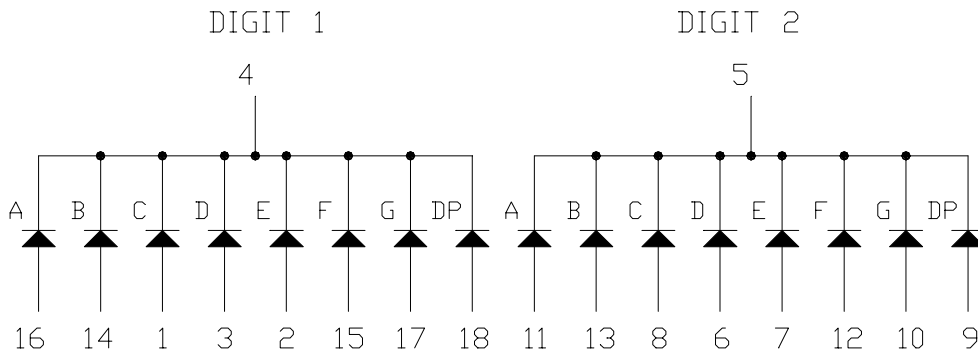 DIGIT 1 DIGIT 2
4 5
A B C D E F G DP A B C D E F G DP
16 14 1 3 2 15 17 18 11 13 8 6 7 12 10 9